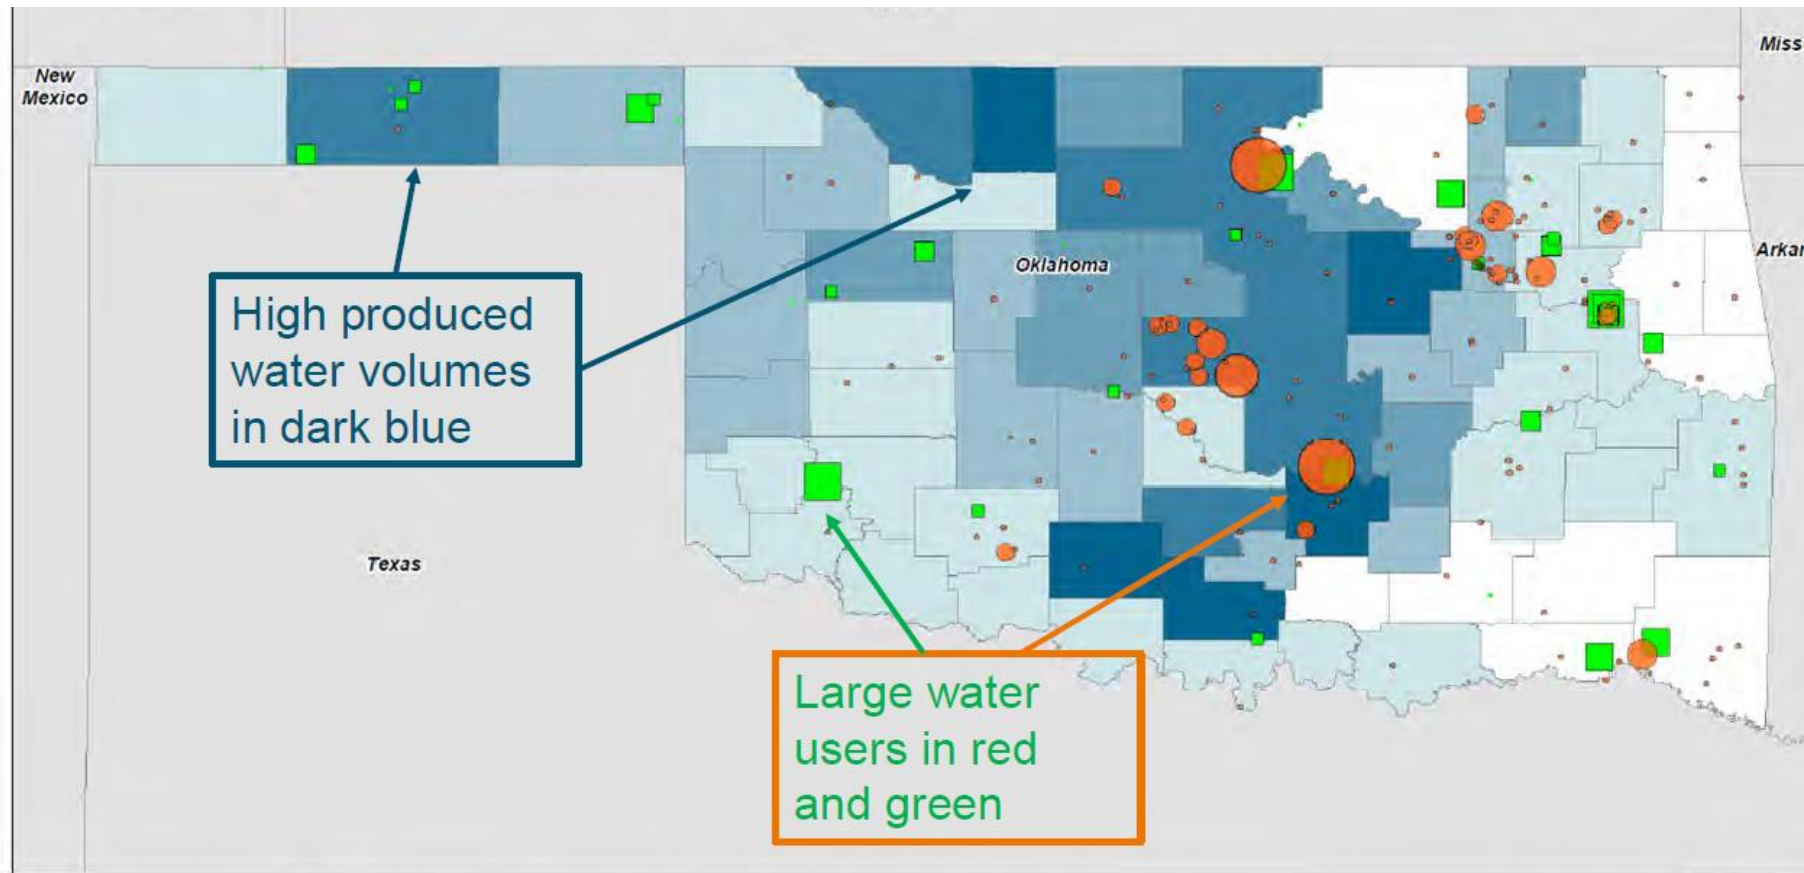 New
Mexico
Miss
Arkan
Oklahoma
High produced
water volumes
in dark blue
Texas
Large water
users in red
and green